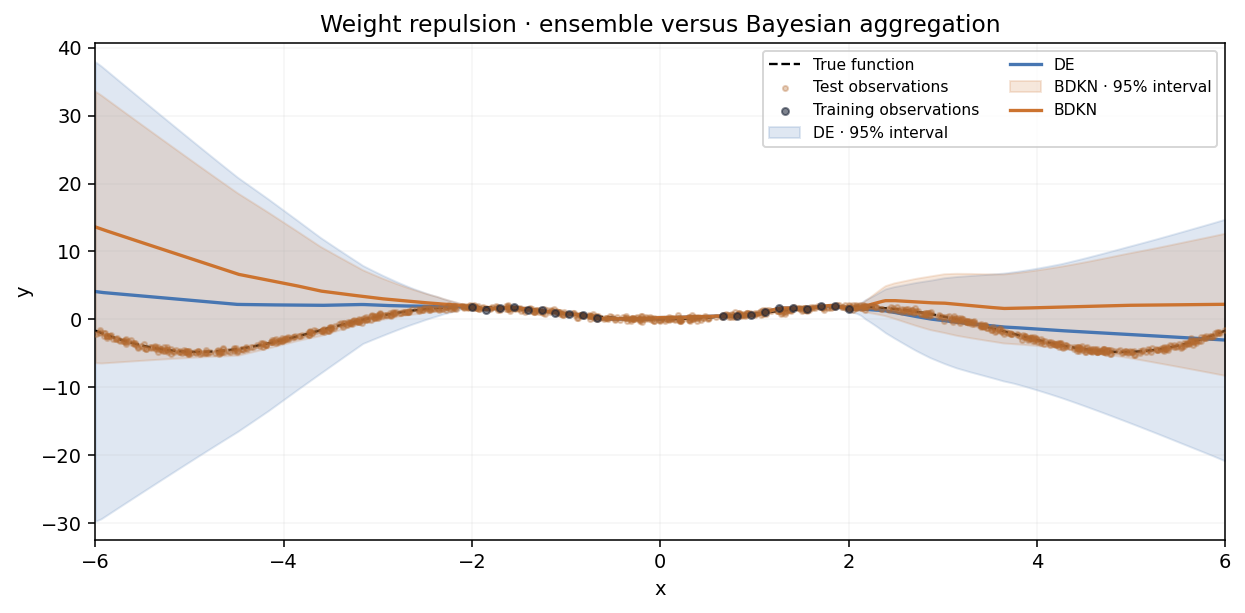 Weight repulsion · ensemble versus Bayesian aggregation
True function
Test observations
Training observations
DE · 95% interval
DE
BDKN · 95% interval
BDKN
y
40
30
20
10
0
−10
−20
−30
−6
−4
−2
0
2
4
6
x